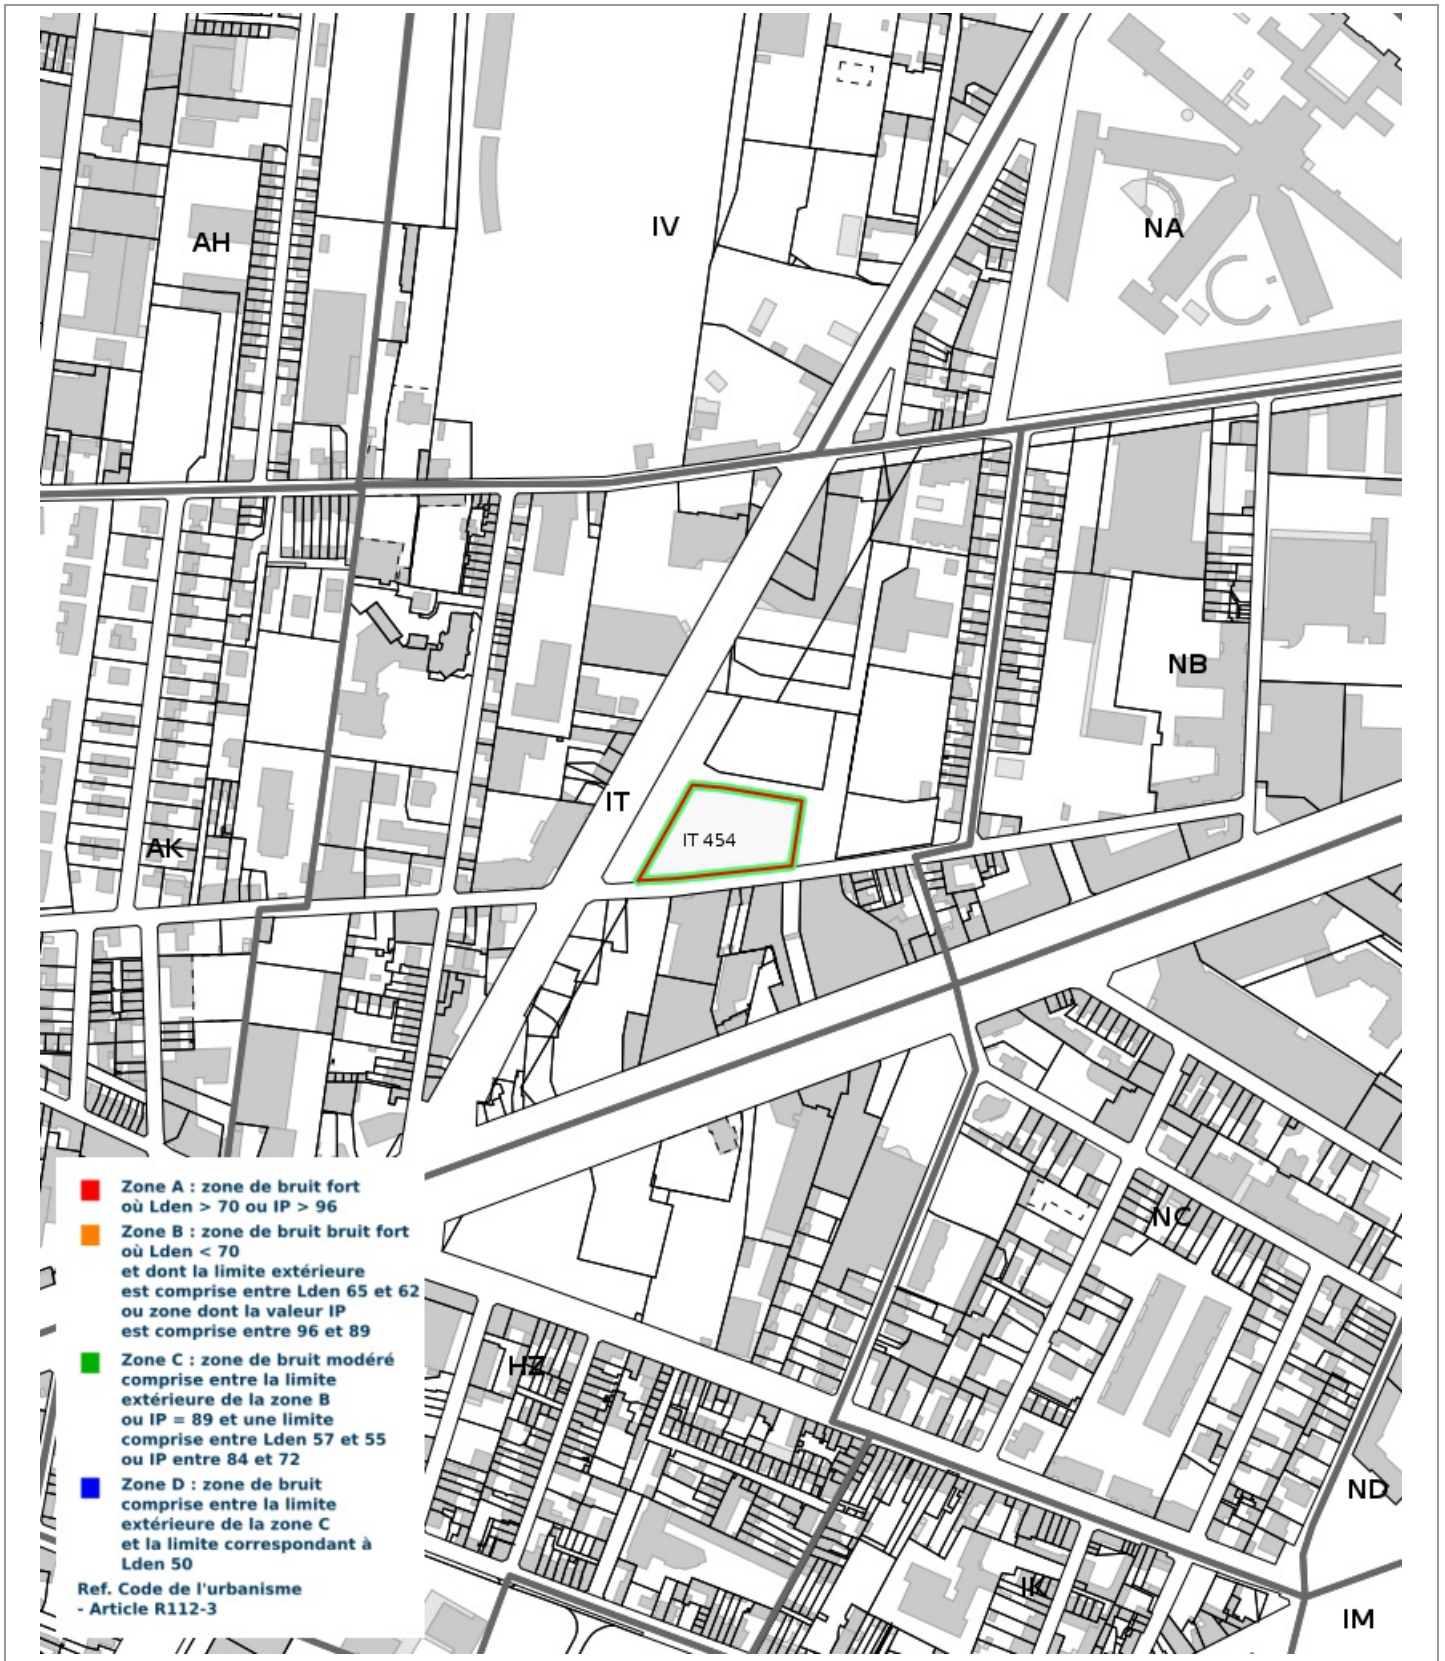 IV
NA
AH
NB
IT
IT 454
AK
NC
HZ
ND
IK
IM
Zone A : zone de bruit fort
où Lden > 70 ou IP > 96
Zone B : zone de bruit bruit fort
où Lden < 70
et dont la limite extérieure
est comprise entre Lden 65 et 62
ou zone dont la valeur IP
est comprise entre 96 et 89
Zone C : zone de bruit modéré
comprise entre la limite
extérieure de la zone B
ou IP = 89 et une limite
comprise entre Lden 57 et 55
ou IP entre 84 et 72
Zone D : zone de bruit
comprise entre la limite
extérieure de la zone C
et la limite correspondant à
Lden 50
Ref. Code de l'urbanisme
- Article R112-3